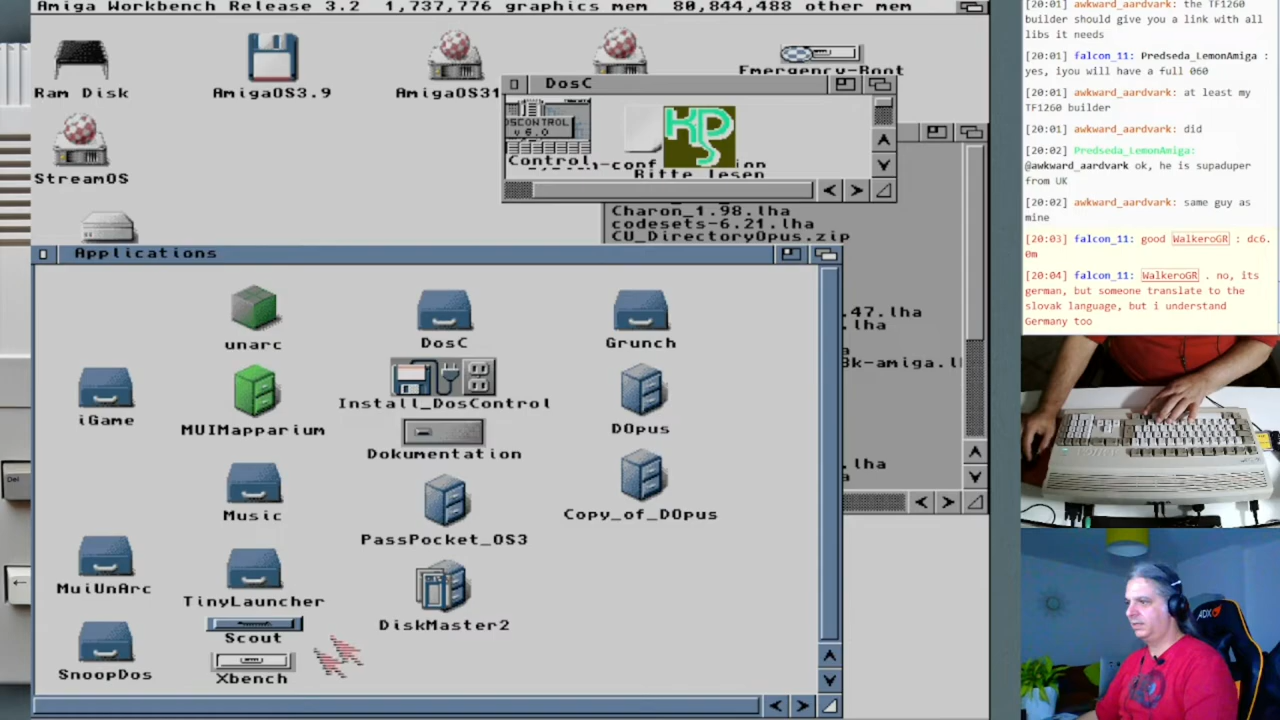 Amiga Workbench Release 3.2 1,737,776 graphics mem 80,844,488 other mem
Ram Disk
AmigaOS3.9
AmigaOS31
Emergency-Root
StreamOS
DosC
v 6.0
Control
Bitte lesen
Charon_1.98.lha
codesets-6.21.lha
CU_DirectoryOpus.zip
.47.lha
.lha
.lha
Applications
unarc
DosC
Grunch
iGame
MUIMapparium
Install_DosControl
DOpus
Dokumentation
Music
PassPocket_OS3
Copy_of_DOpus
MuiUnArc
TinyLauncher
DiskMaster2
Scout
SnoopDos
Xbench
[20:01] awkward_aardvark: the TF1260
builder should give you a link with all
libs it needs
[20:01] falcon_11: Predseda_LemonAmiga :
yes, iyou will have a full 060
[20:01] awkward_aardvark: at least my
TF1260 builder
[20:01] awkward_aardvark: did
[20:02] Predseda_LemonAmiga:
@awkward_aardvark ok, he is supaduper
from UK
[20:02] awkward_aardvark: same guy as
mine
[20:03] falcon_11: good WalkeroGR : dc6.
0m
[20:04] falcon_11: WalkeroGR . no, its
german, but someone translate to the
slovak language, but i understand
Germany too
Del
ADX